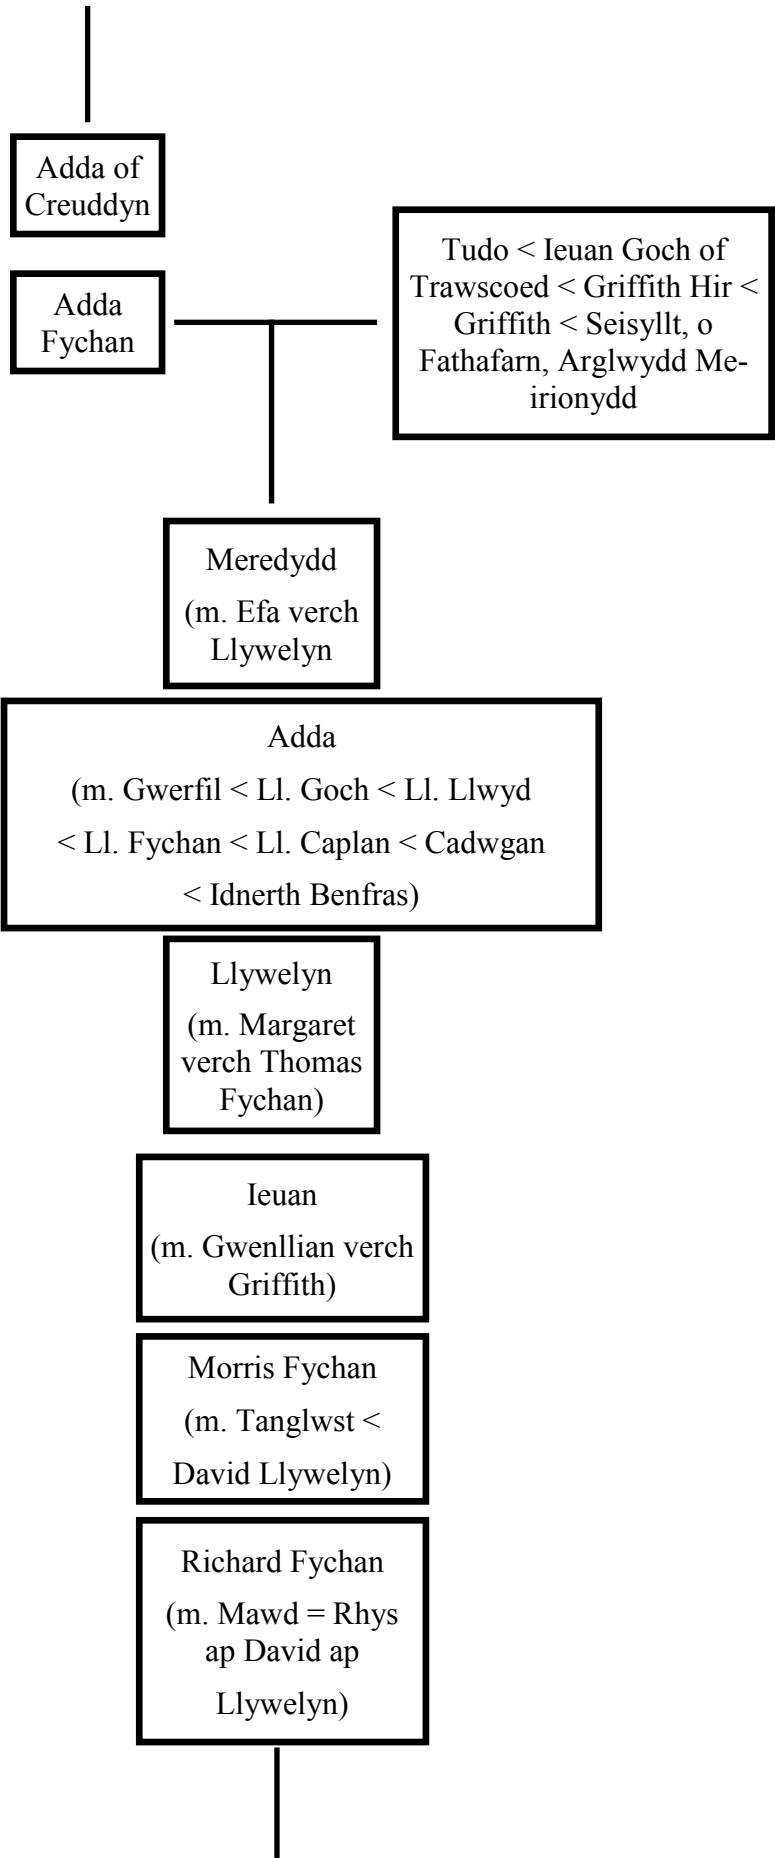 Adda of
Creuddyn
Adda
Fychan
Tudo < Ieuan Goch of
Trawscoed < Griffith Hir <
Griffith < Seisyllt, o
Fathafarn, Arglwydd Me-
irionydd
Meredydd
(m. Efa verch
Llywelyn
Adda
(m. Gwerfil < Ll. Goch < Ll. Llwyd
< Ll. Fychan < Ll. Caplan < Cadwgan
< Idnerth Benfras)
Llywelyn
(m. Margaret
verch Thomas
Fychan)
Ieuan
(m. Gwenllian verch
Griffith)
Morris Fychan
(m. Tanglwst <
David Llywelyn)
Richard Fychan
(m. Mawd = Rhys
ap David ap
Llywelyn)